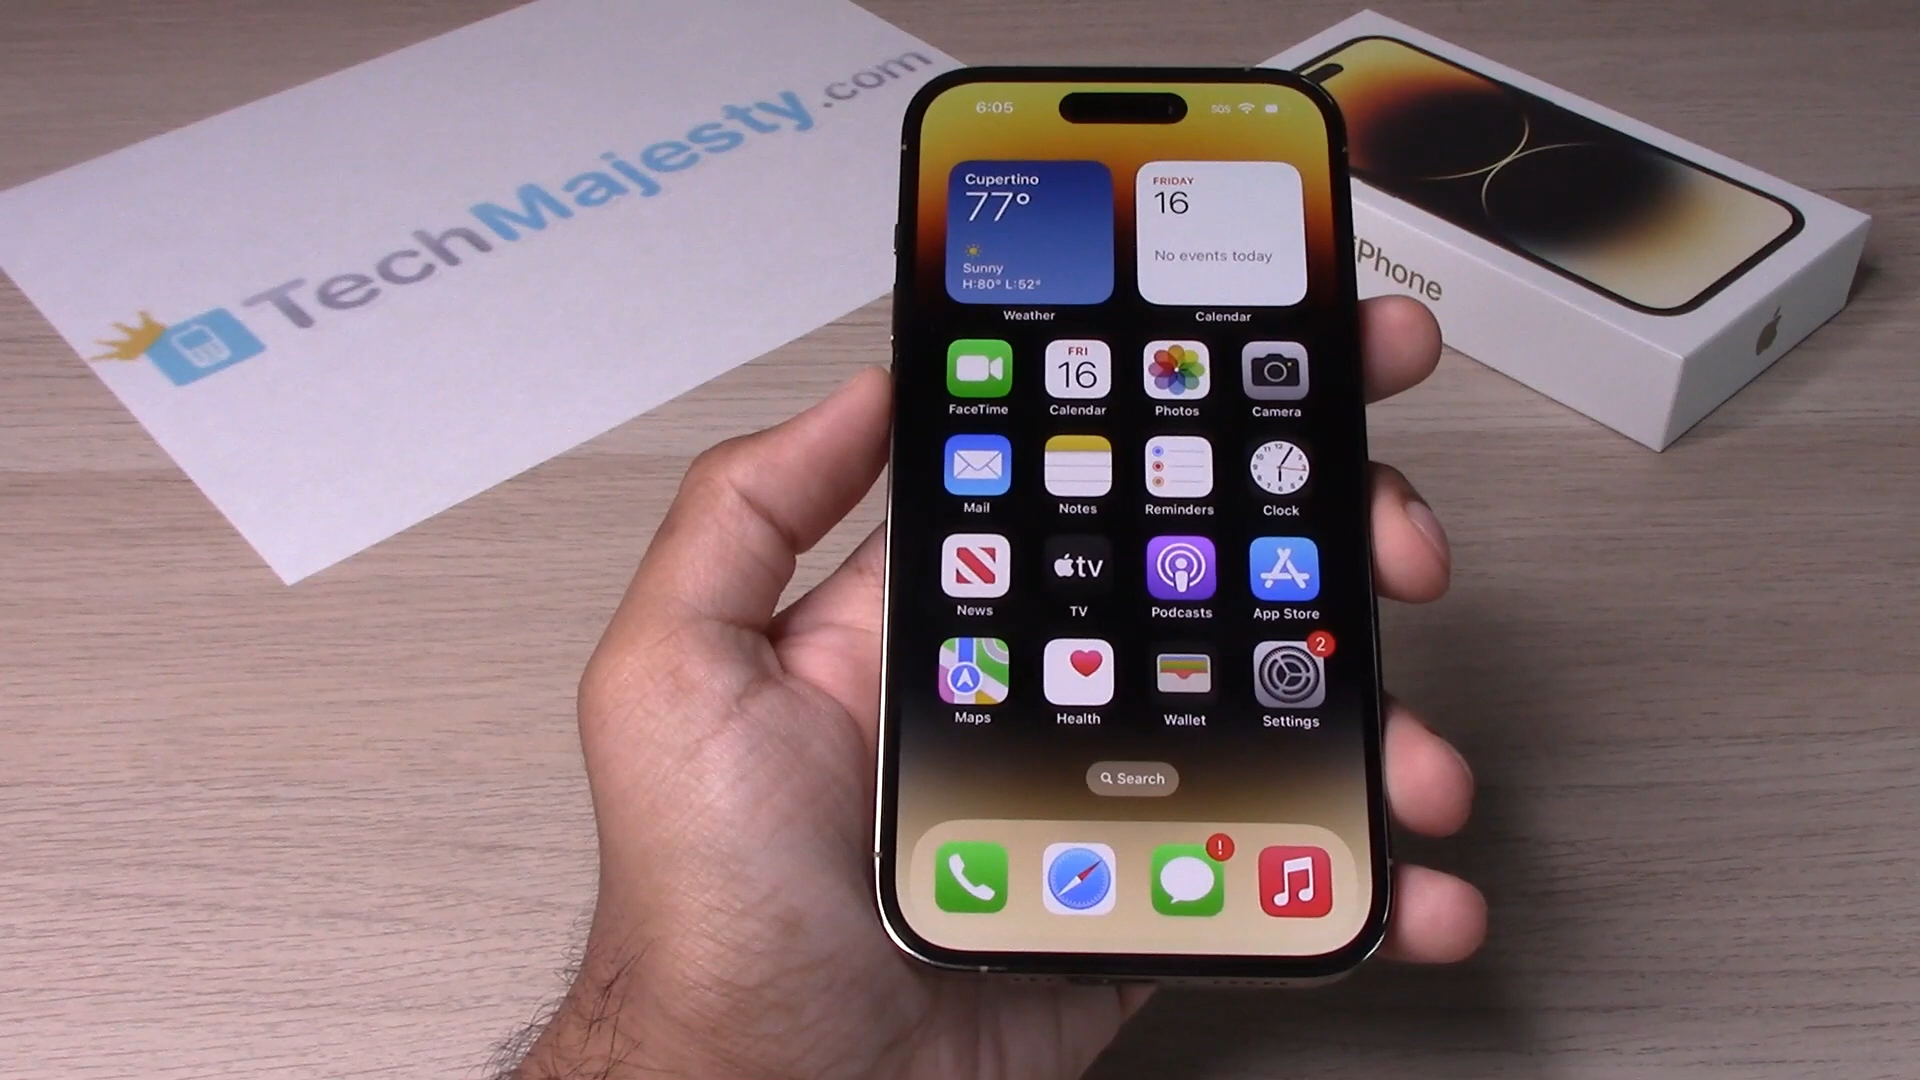 TechMajesty.com
iPhone
6:05
SOS
Cupertino
77°
Sunny
H:80° L:52°
Weather
FRIDAY
16
No events today
Calendar
FRI
16
FaceTime
Calendar
Photos
Camera
Mail
Notes
Reminders
Clock
News
tv
TV
Podcasts
App Store
2
Maps
Health
Wallet
Settings
Search
!